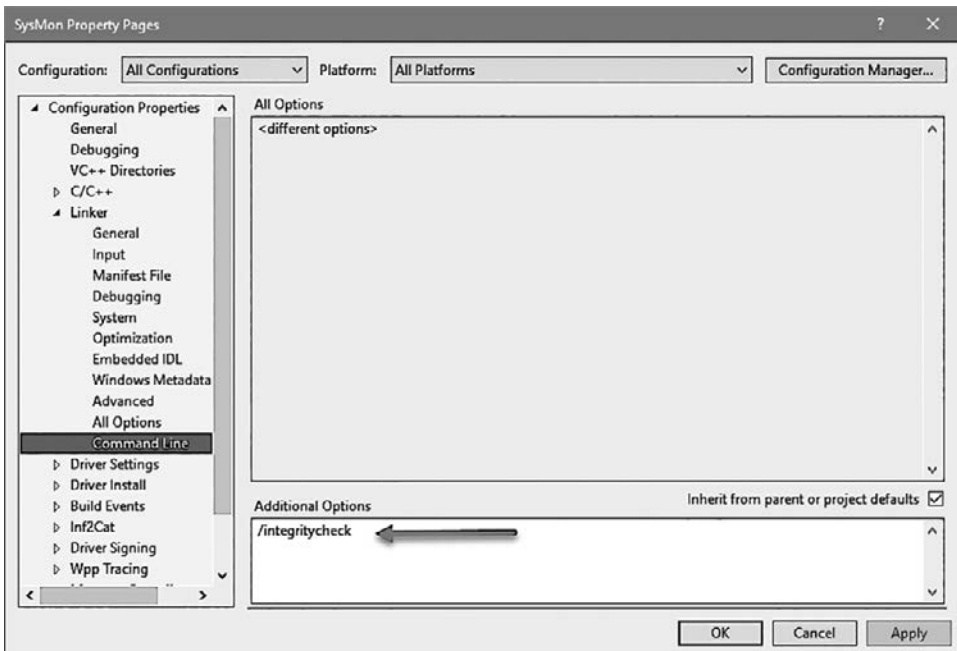 SysMon Property Pages ? ×
Configuration: All Configurations Platform: All Platforms Configuration Manager...
Configuration Properties
General
Debugging
VC++ Directories
C/C++
Linker
General
Input
Manifest File
Debugging
System
Optimization
Embedded IDL
Windows Metadata
Advanced
All Options
Command Line
Driver Settings
Driver Install
Build Events
Inf2Cat
Driver Signing
Wpp Tracing
All Options
<different options>
Additional Options
Inherit from parent or project defaults
/integritycheck
OK Cancel Apply